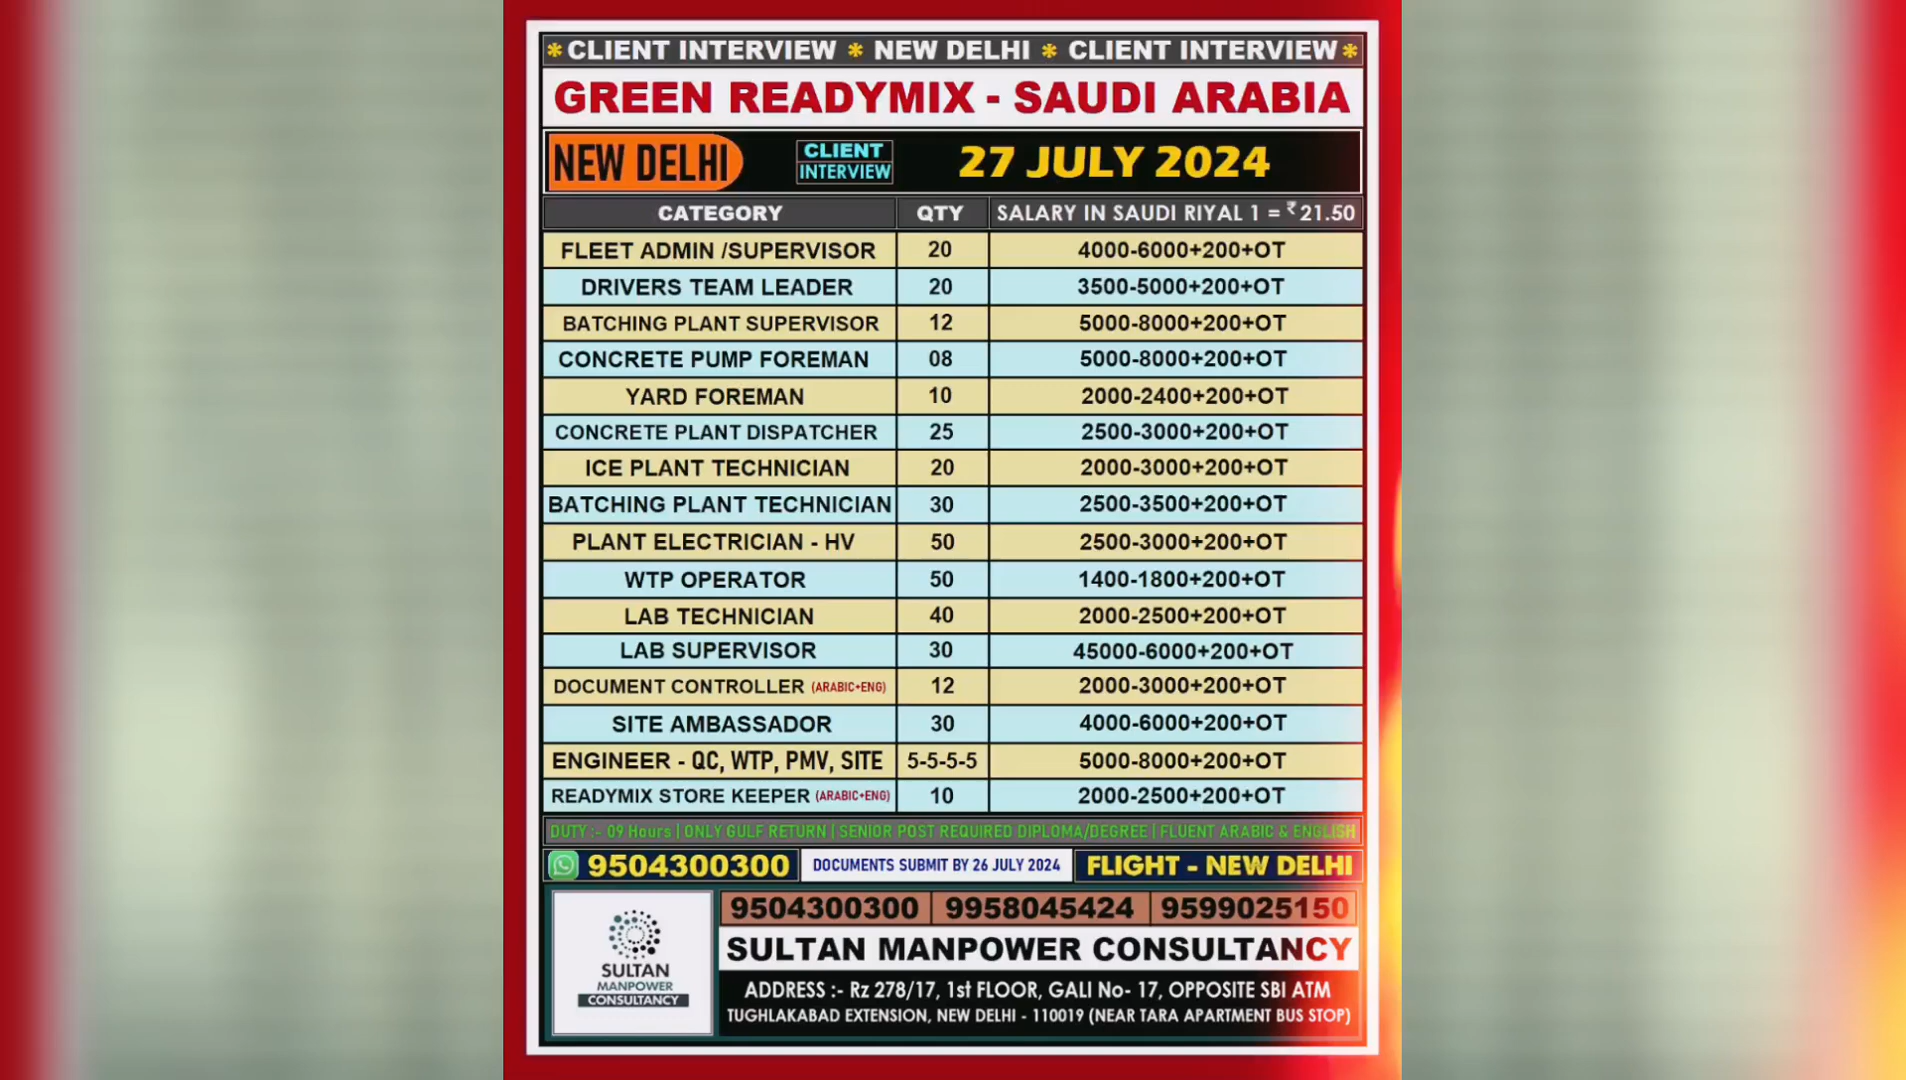 * CLIENT INTERVIEW * NEW DELHI * CLIENT INTERVIEW *
GREEN READYMIX - SAUDI ARABIA
NEW DELHI CLIENT INTERVIEW 27 JULY 2024
CATEGORY QTY SALARY IN SAUDI RIYAL 1 = ₹21.50
FLEET ADMIN /SUPERVISOR 20 4000-6000+200+OT
DRIVERS TEAM LEADER 20 3500-5000+200+OT
BATCHING PLANT SUPERVISOR 12 5000-8000+200+OT
CONCRETE PUMP FOREMAN 08 5000-8000+200+OT
YARD FOREMAN 10 2000-2400+200+OT
CONCRETE PLANT DISPATCHER 25 2500-3000+200+OT
ICE PLANT TECHNICIAN 20 2000-3000+200+OT
BATCHING PLANT TECHNICIAN 30 2500-3500+200+OT
PLANT ELECTRICIAN - HV 50 2500-3000+200+OT
WTP OPERATOR 50 1400-1800+200+OT
LAB TECHNICIAN 40 2000-2500+200+OT
LAB SUPERVISOR 30 45000-6000+200+OT
DOCUMENT CONTROLLER (ARABIC+ENG) 12 2000-3000+200+OT
SITE AMBASSADOR 30 4000-6000+200+OT
ENGINEER - QC, WTP, PMV, SITE 5-5-5-5 5000-8000+200+OT
READYMIX STORE KEEPER (ARABIC+ENG) 10 2000-2500+200+OT
DUTY :- 09 Hours | ONLY GULF RETURN | SENIOR POST REQUIRED DIPLOMA/DEGREE | FLUENT ARABIC & ENGLISH
9504300300 DOCUMENTS SUBMIT BY 26 JULY 2024 FLIGHT - NEW DELHI
9504300300 9958045424 9599025150
SULTAN MANPOWER CONSULTANCY
ADDRESS :- Rz 278/17, 1st FLOOR, GALI No- 17, OPPOSITE SBI ATM
TUGHLAKABAD EXTENSION, NEW DELHI - 110019 (NEAR TARA APARTMENT BUS STOP)
SULTAN
MANPOWER
CONSULTANCY